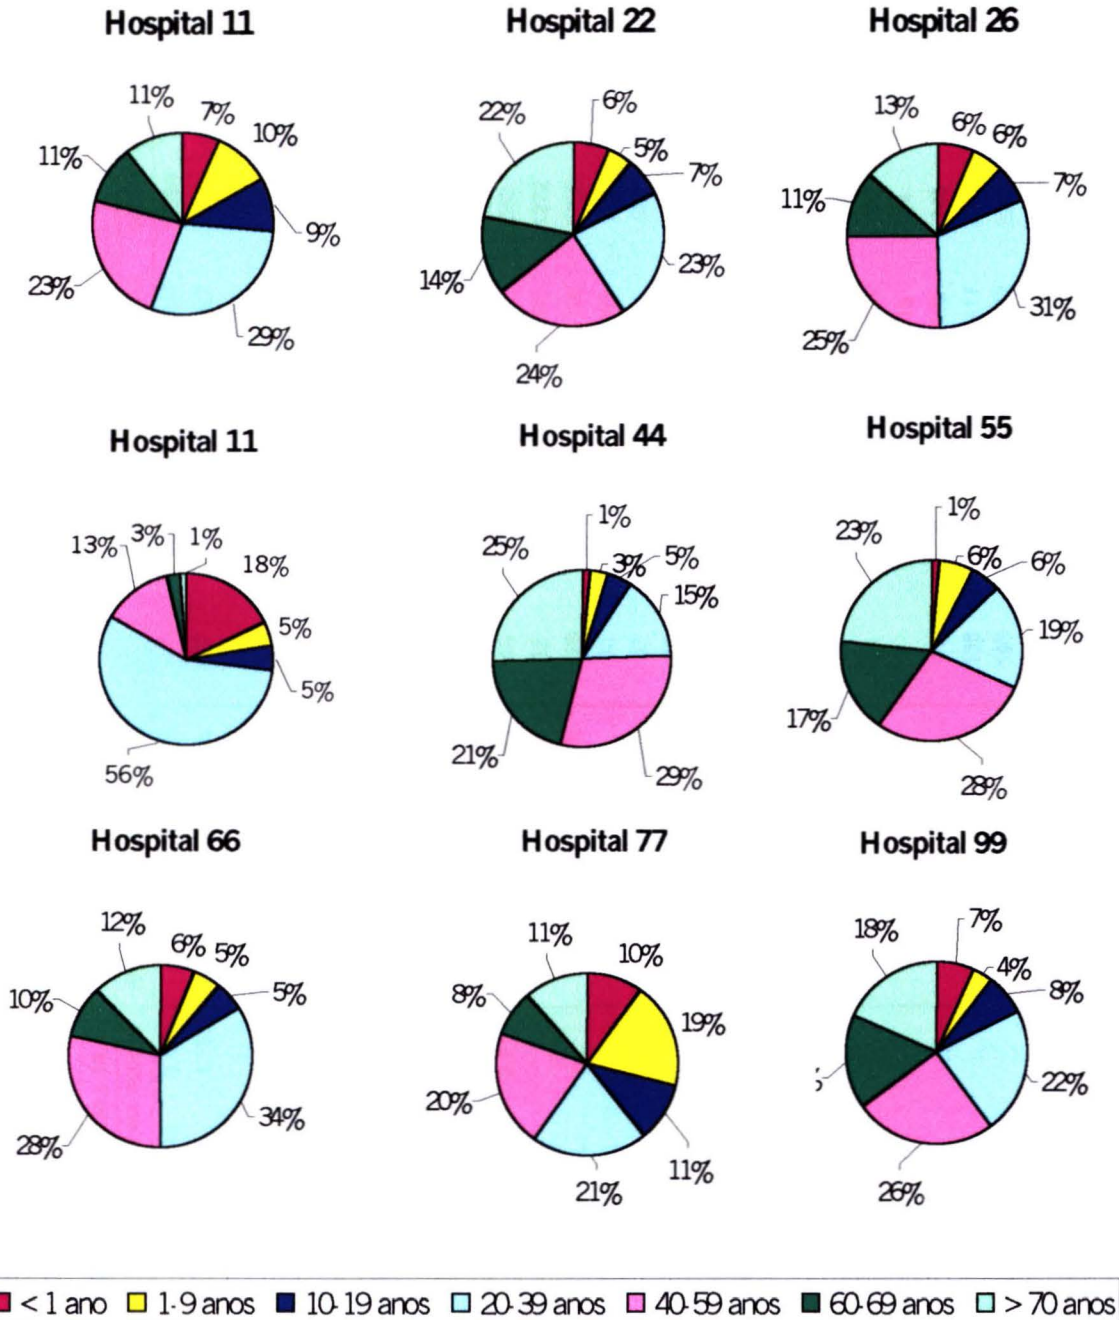 Hospital 11 Hospital 22 Hospital 26
11% 7% 10% 11% 9% 23% 29%
22% 6% 5% 7% 14% 23% 24%
13% 6% 6% 7% 11% 31% 25%
Hospital 11 Hospital 44 Hospital 55
13% 3% 1% 18% 5% 5% 56%
25% 1% 3% 5% 15% 21% 29%
23% 1% 6% 6% 19% 17% 28%
Hospital 66 Hospital 77 Hospital 99
12% 6% 5% 5% 10% 34% 28%
11% 10% 8% 19% 20% 11% 21%
18% 7% 4% 8% 22% 26%
< 1 ano 1-9 anos 10-19 anos 20-39 anos 40-59 anos 60-69 anos > 70 anos